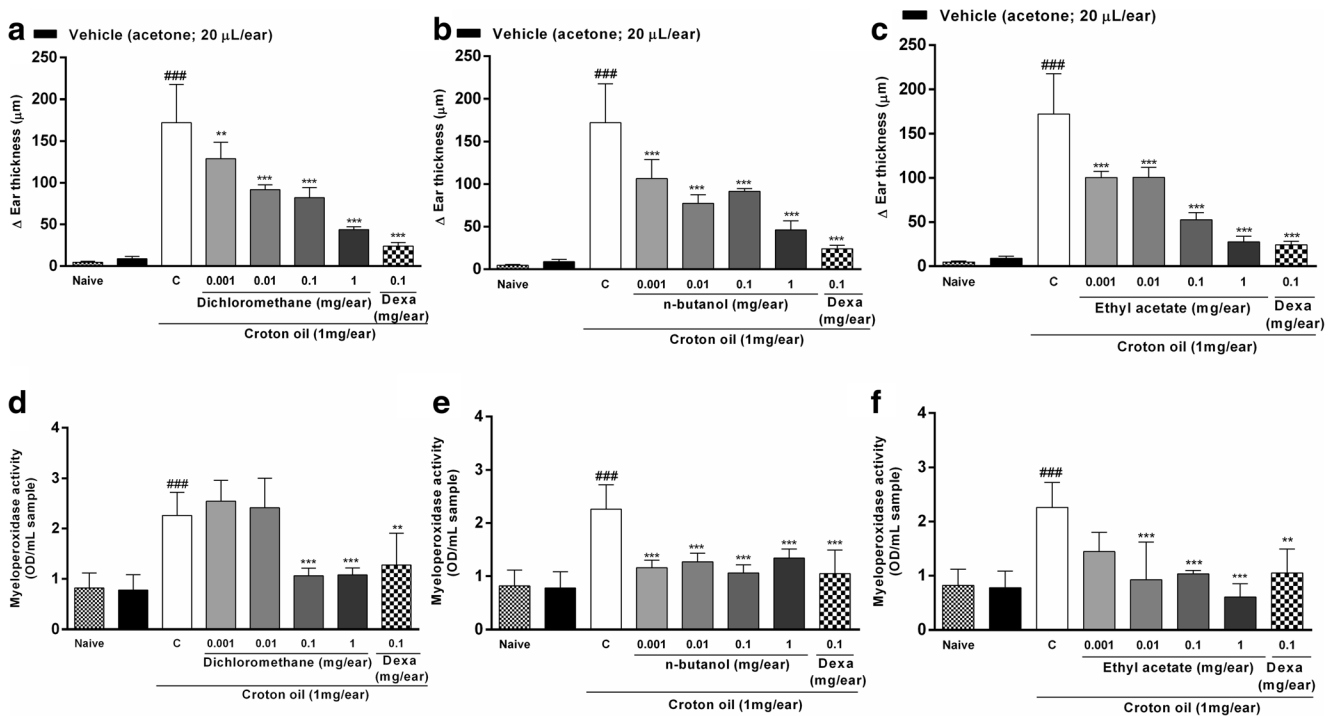 a
Vehicle (acetone; 20 μL/ear)
Δ Ear thickness (μm)
250
200
150
100
50
0
###
**
***
***
***
***
Naive
C
0.001
0.01
0.1
1
0.1
Dichloromethane (mg/ear)
Dexa
(mg/ear)
Croton oil (1mg/ear)
b
Vehicle (acetone; 20 μL/ear)
Δ Ear thickness (μm)
250
200
150
100
50
0
###
***
***
***
***
***
Naive
C
0.001
0.01
0.1
1
0.1
n-butanol (mg/ear)
Dexa
(mg/ear)
Croton oil (1mg/ear)
c
Vehicle (acetone; 20 μL/ear)
Δ Ear thickness (μm)
250
200
150
100
50
0
###
***
***
***
***
***
Naive
C
0.001
0.01
0.1
1
0.1
Ethyl acetate (mg/ear)
Dexa
(mg/ear)
Croton oil (1mg/ear)
d
Myeloperoxidase activity
(OD/mL sample)
4
3
2
1
0
###
***
***
**
Naive
C
0.001
0.01
0.1
1
0.1
Dichloromethane (mg/ear)
Dexa
(mg/ear)
Croton oil (1mg/ear)
e
Myeloperoxidase activity
(OD/mL sample)
4
3
2
1
0
###
***
***
***
***
***
Naive
C
0.001
0.01
0.1
1
0.1
n-butanol (mg/ear)
Dexa
(mg/ear)
Croton oil (1mg/ear)
f
Myeloperoxidase activity
(OD/mL sample)
4
3
2
1
0
###
***
***
***
**
Naive
C
0.001
0.01
0.1
1
0.1
Ethyl acetate (mg/ear)
Dexa
(mg/ear)
Croton oil (1mg/ear)